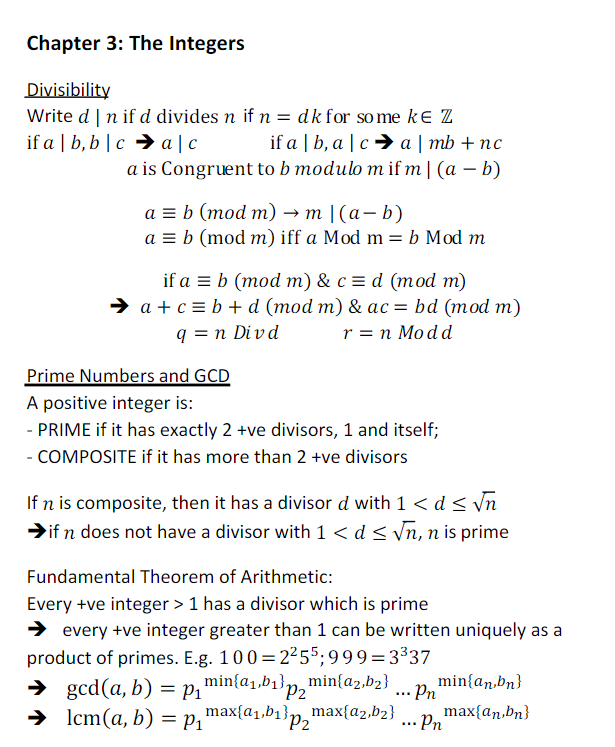 Chapter 3: The Integers
Divisibility
Write d | n if d divides n if n = dk for some k∈ ℤ
if a | b, b | c ➔ a | c if a | b, a | c ➔ a | mb + nc
a is Congruent to b modulo m if m | (a − b)
a ≡ b (mod m) → m |(a− b)
a ≡ b (mod m) iff a Mod m = b Mod m
if a ≡ b (mod m) & c ≡ d (mod m)
➔ a + c ≡ b + d (mod m) & ac = bd (mod m)
q = n Div d r = n Mod d
Prime Numbers and GCD
A positive integer is:
- PRIME if it has exactly 2 +ve divisors, 1 and itself;
- COMPOSITE if it has more than 2 +ve divisors
If n is composite, then it has a divisor d with 1 < d ≤ √n
➔if n does not have a divisor with 1 < d ≤ √n, n is prime
Fundamental Theorem of Arithmetic:
Every +ve integer > 1 has a divisor which is prime
➔ every +ve integer greater than 1 can be written uniquely as a
product of primes. E.g. 100=2²5⁵;999=3³37
➔ gcd(a, b) = p₁^min{a₁,b₁}p₂^min{a₂,b₂} ... pₙ^min{aₙ,bₙ}
➔ lcm(a, b) = p₁^max{a₁,b₁}p₂^max{a₂,b₂} ... pₙ^max{aₙ,bₙ}